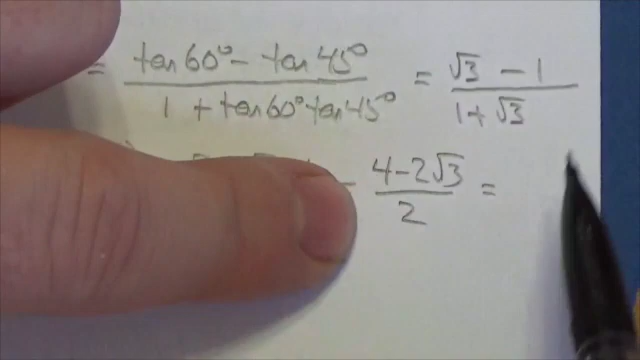 = tan 60° - tan 45° / 1 + tan 60° tan 45° = √3 - 1 / 1 + √3
4 - 2√3 / 2 =